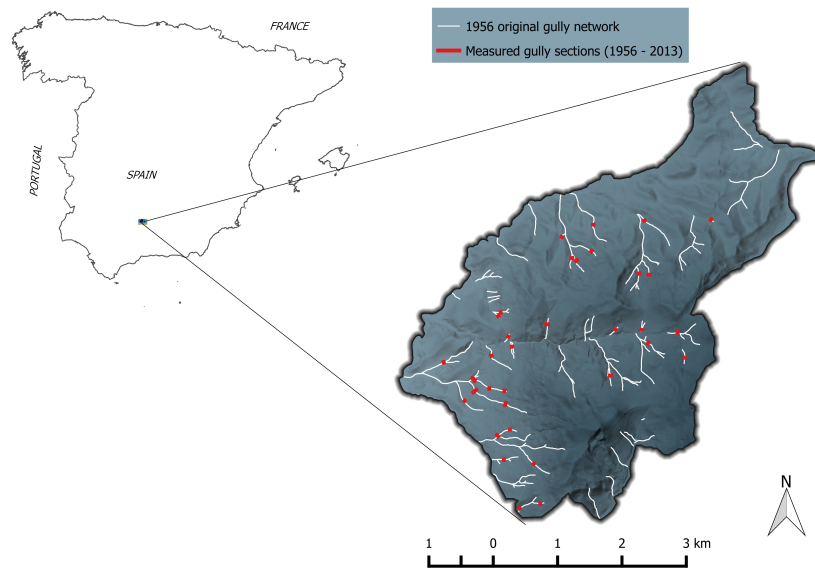 FRANCE
1956 original gully network
Measured gully sections (1956 - 2013)
PORTUGAL
SPAIN
N
1 0 1 2 3 km